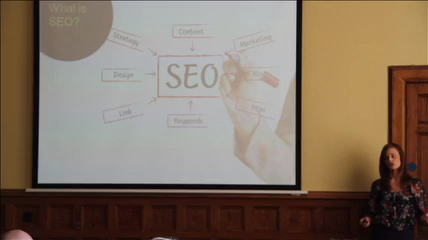 What is
SEO?
Content
Strategy
Marketing
Design
SEO
Link
Keywords